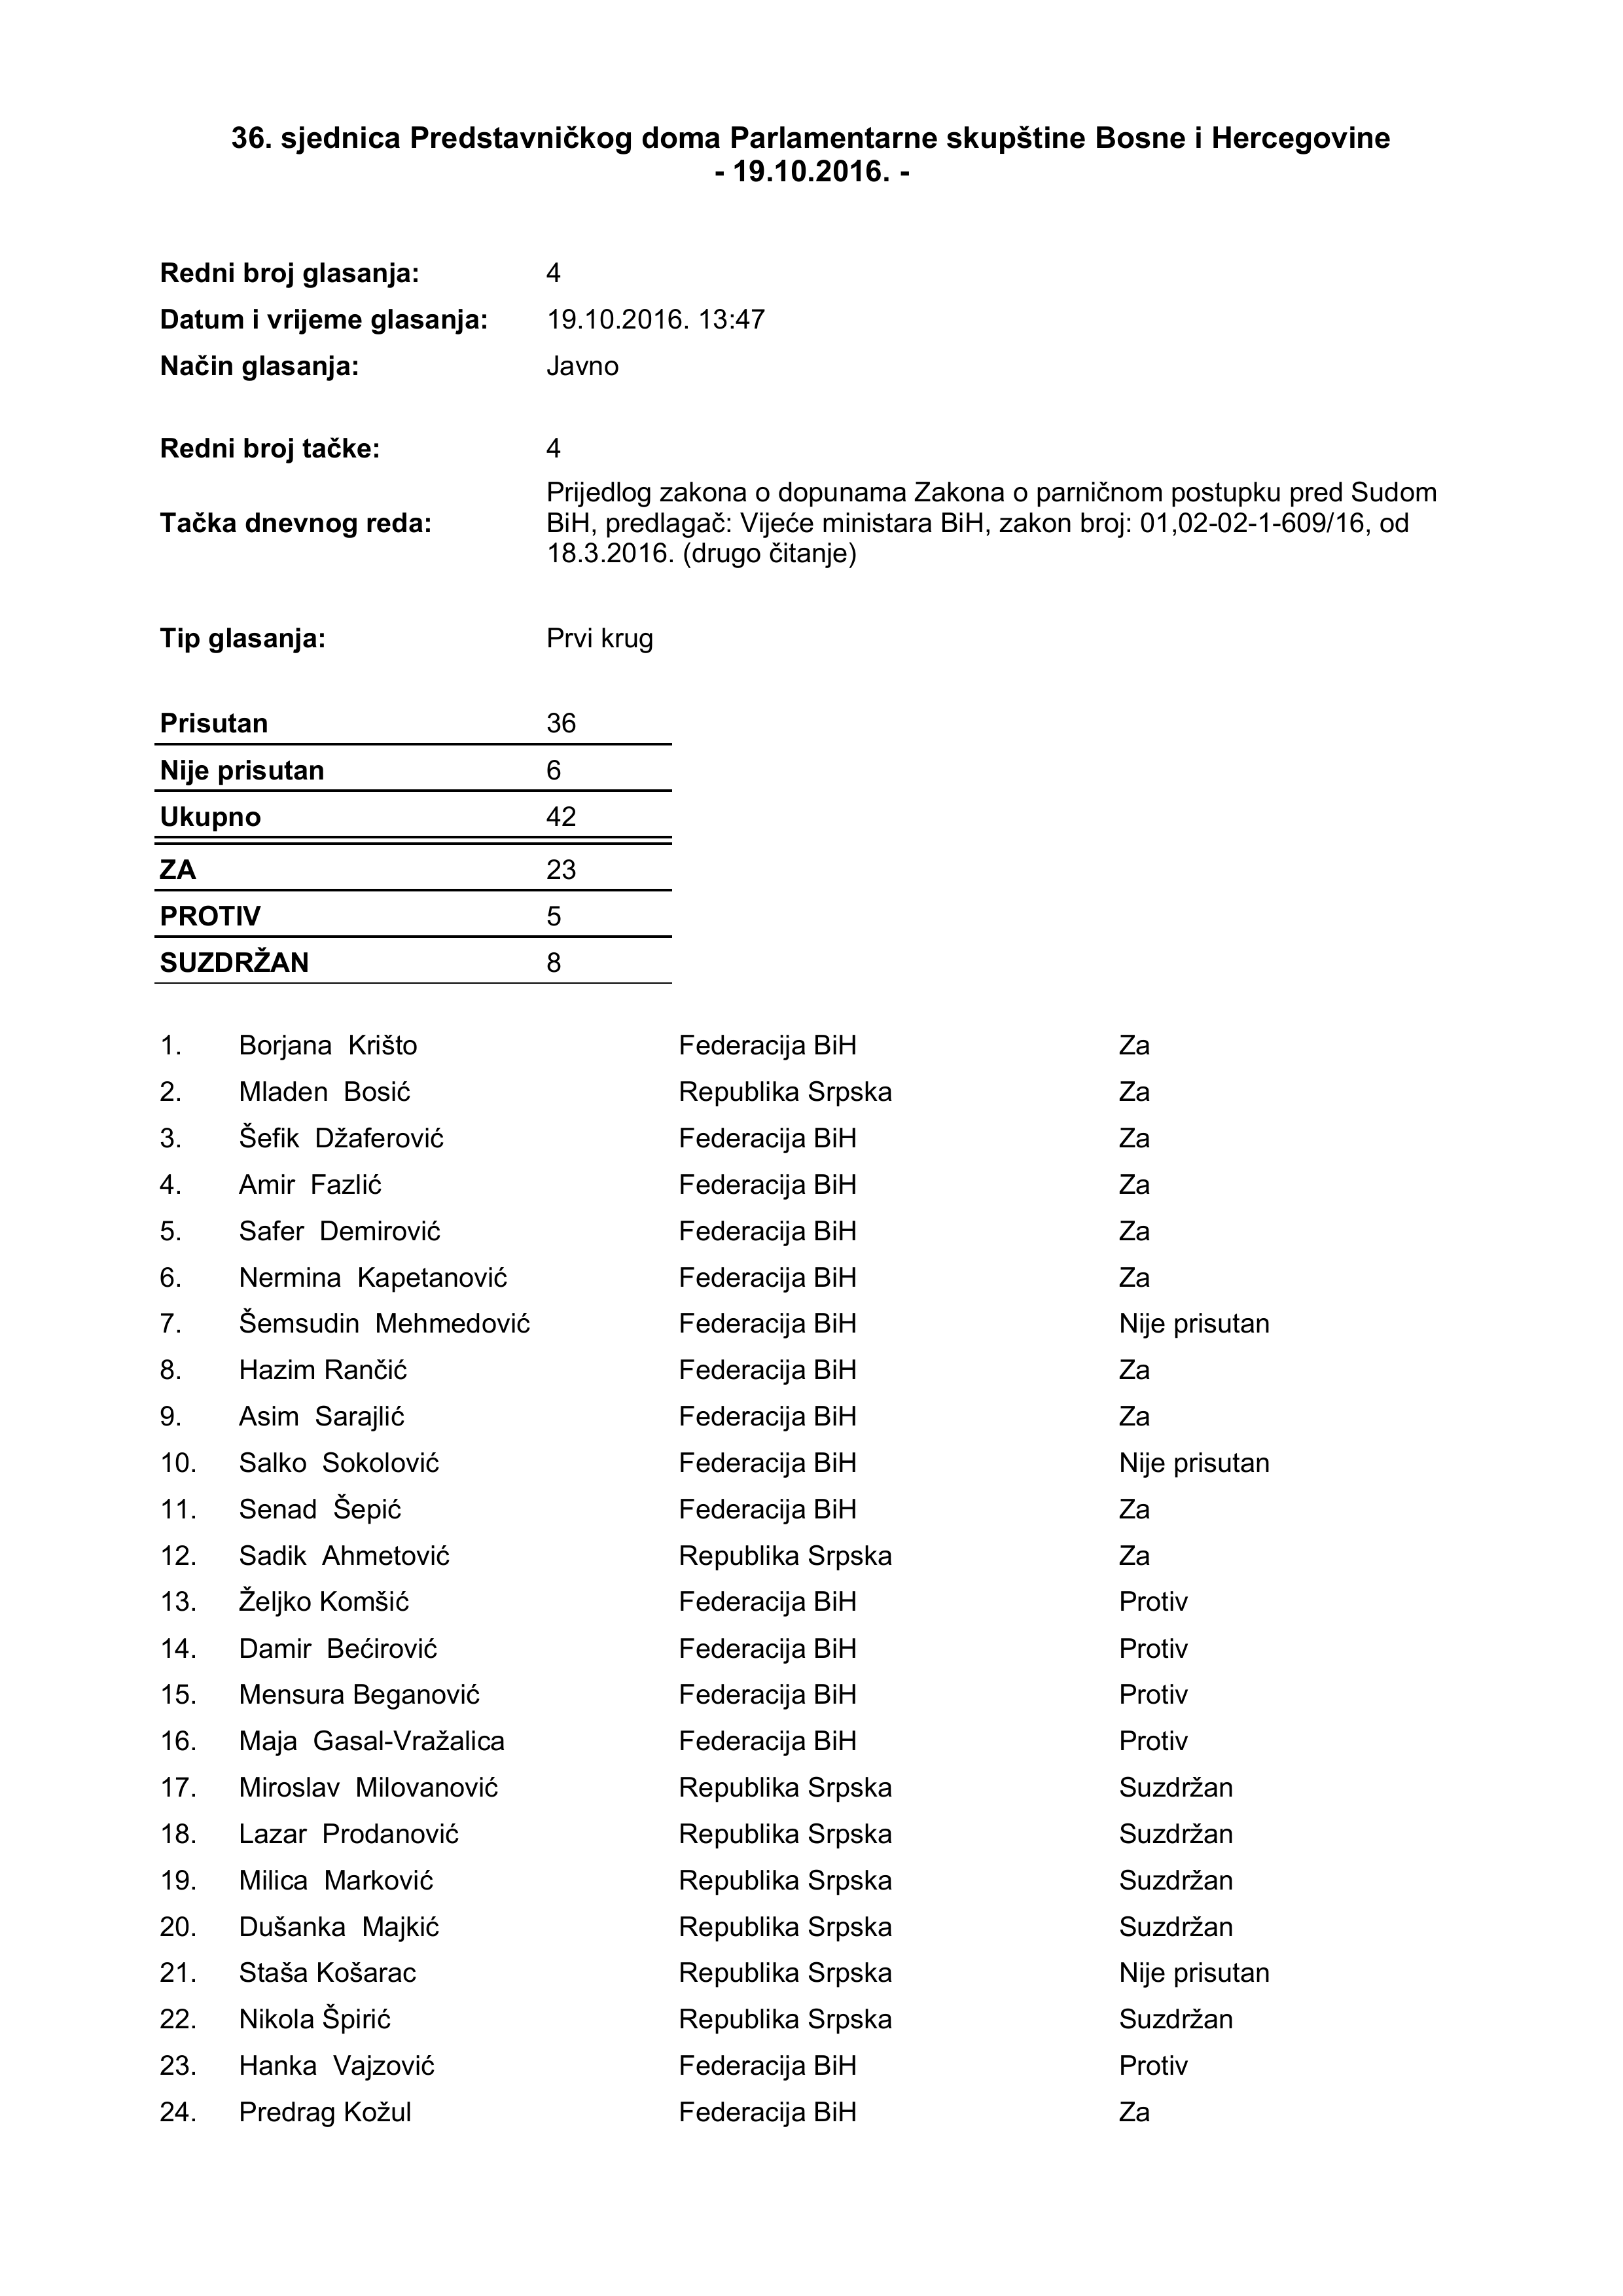 36. sjednica Predstavničkog doma Parlamentarne skupštine Bosne i Hercegovine
- 19.10.2016. -
Redni broj glasanja: 4
Datum i vrijeme glasanja: 19.10.2016. 13:47
Način glasanja: Javno
Redni broj tačke: 4
Tačka dnevnog reda: Prijedlog zakona o dopunama Zakona o parničnom postupku pred Sudom
BiH, predlagač: Vijeće ministara BiH, zakon broj: 01,02-02-1-609/16, od
18.3.2016. (drugo čitanje)
Tip glasanja: Prvi krug
Prisutan 36
Nije prisutan 6
Ukupno 42
ZA 23
PROTIV 5
SUZDRŽAN 8
1. Borjana Krišto Federacija BiH Za
2. Mladen Bosić Republika Srpska Za
3. Šefik Džaferović Federacija BiH Za
4. Amir Fazlić Federacija BiH Za
5. Safer Demirović Federacija BiH Za
6. Nermina Kapetanović Federacija BiH Za
7. Šemsudin Mehmedović Federacija BiH Nije prisutan
8. Hazim Rančić Federacija BiH Za
9. Asim Sarajlić Federacija BiH Za
10. Salko Sokolović Federacija BiH Nije prisutan
11. Senad Šepić Federacija BiH Za
12. Sadik Ahmetović Republika Srpska Za
13. Željko Komšić Federacija BiH Protiv
14. Damir Bećirović Federacija BiH Protiv
15. Mensura Beganović Federacija BiH Protiv
16. Maja Gasal-Vražalica Federacija BiH Protiv
17. Miroslav Milovanović Republika Srpska Suzdržan
18. Lazar Prodanović Republika Srpska Suzdržan
19. Milica Marković Republika Srpska Suzdržan
20. Dušanka Majkić Republika Srpska Suzdržan
21. Staša Košarac Republika Srpska Nije prisutan
22. Nikola Špirić Republika Srpska Suzdržan
23. Hanka Vajzović Federacija BiH Protiv
24. Predrag Kožul Federacija BiH Za